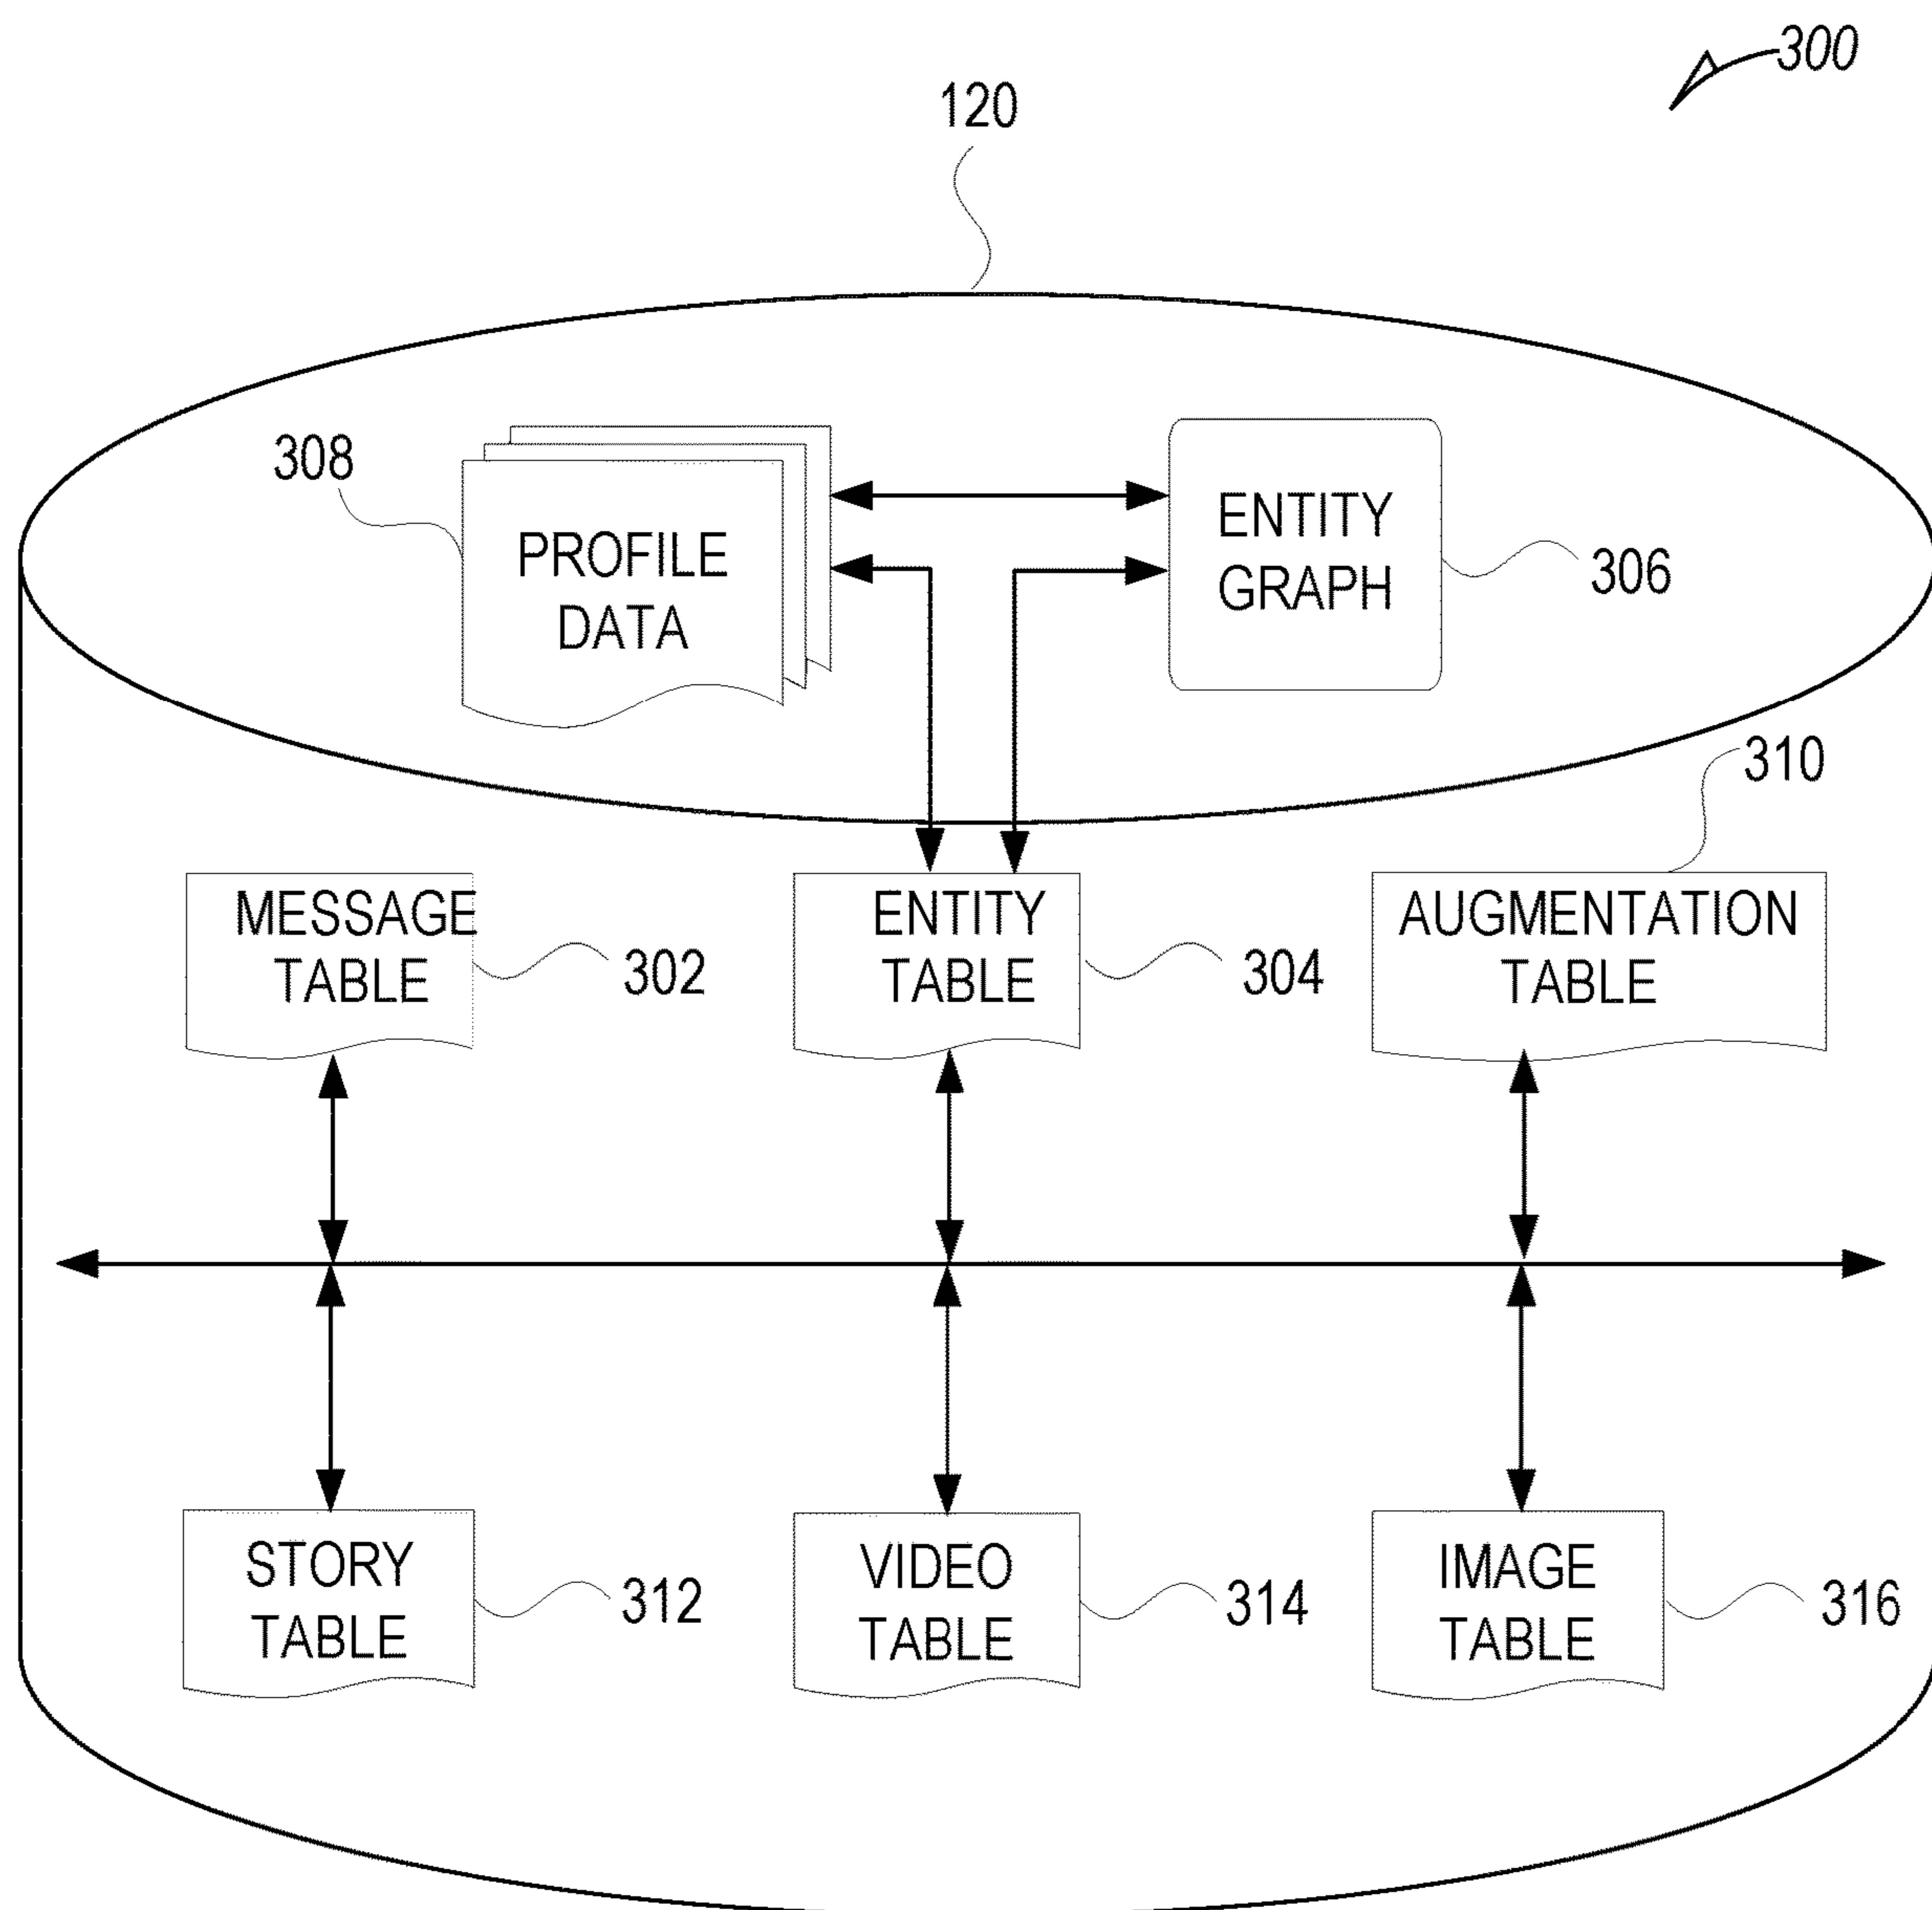 300
120
308
PROFILE
DATA
ENTITY
GRAPH
306
310
MESSAGE
TABLE
302
ENTITY
TABLE
304
AUGMENTATION
TABLE
STORY
TABLE
312
VIDEO
TABLE
314
IMAGE
TABLE
316